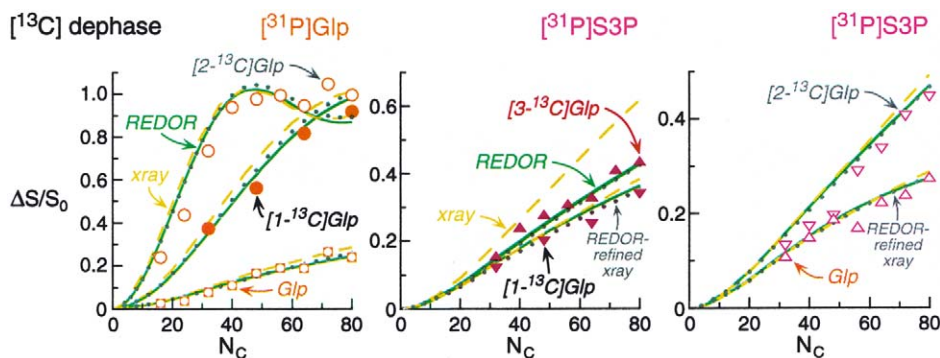 [¹³C] dephase
[³¹P]Glp
[³¹P]S3P
[³¹P]S3P
ΔS/S₀
1.0
0.8
0.6
0.4
0.2
0
0 20 40 60 80
N_C
[2-¹³C]Glp
REDOR
xray
[1-¹³C]Glp
Glp
0.6
0.4
0.2
0
0 20 40 60 80
N_C
[3-¹³C]Glp
REDOR
xray
REDOR-
refined
xray
[1-¹³C]Glp
0.4
0.2
0
0 20 40 60 80
N_C
[2-¹³C]Glp
REDOR-
refined
xray
Glp